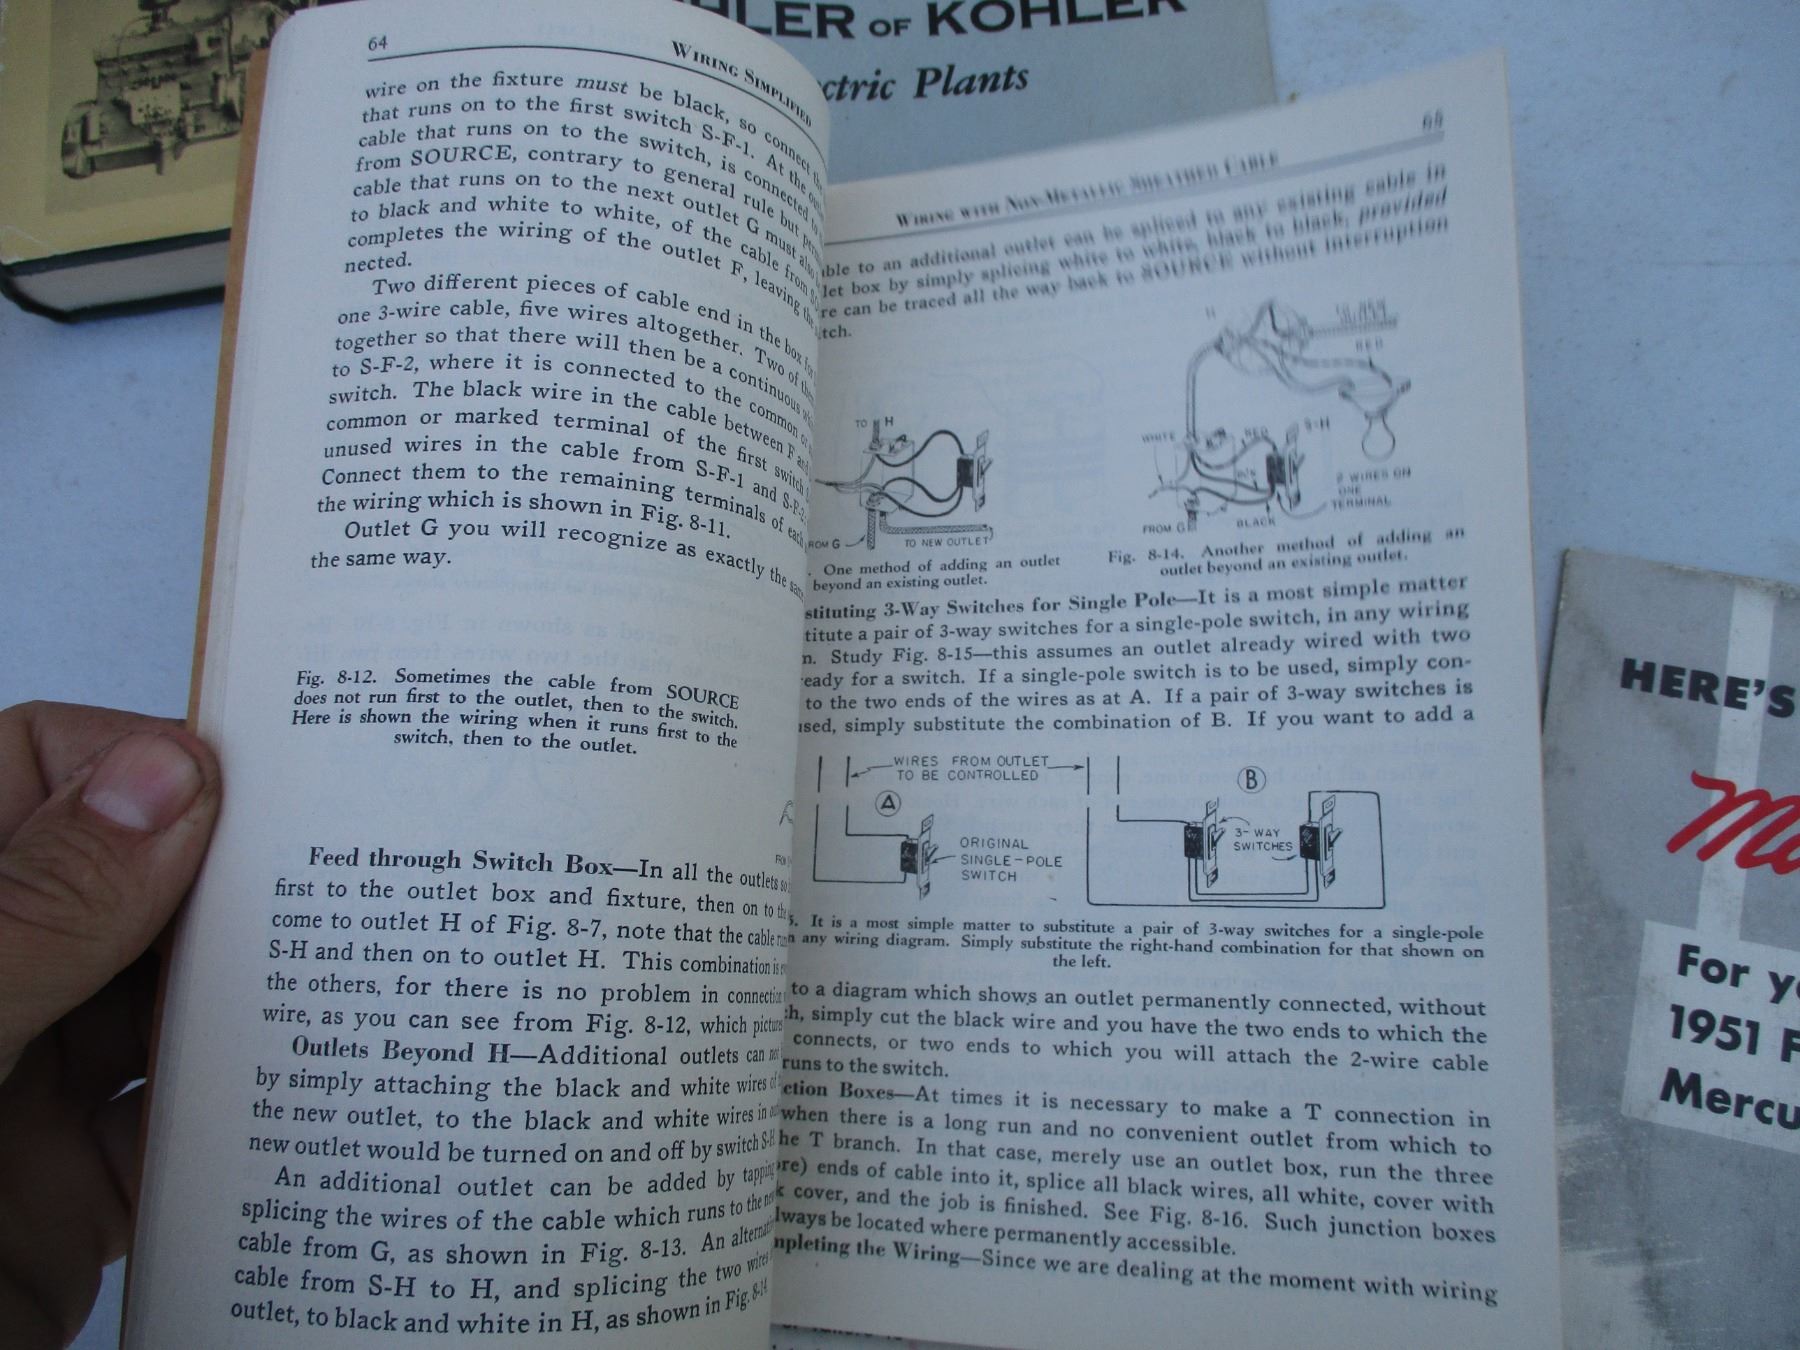 HLER OF KOHLER
ctric Plants
64
WIRING SIMPLIFIED
wire on the fixture must be black, so connect the
that runs on to the first switch S-F-1. At the
cable that runs on to the switch, is connected to
from SOURCE, contrary to general rule but
cable that runs on to the next outlet G must also
to black and white to white, of the cable from
completes the wiring of the outlet F, leaving the
nected.
Two different pieces of cable end in the box for
one 3-wire cable, five wires altogether. Two of
together so that there will then be a continuous
to S-F-2, where it is connected to the common or
switch. The black wire in the cable between F and
common or marked terminal of the first switch
unused wires in the cable from S-F-1 and S-F-2.
Connect them to the remaining terminals of each
the wiring which is shown in Fig. 8-11.
Outlet G you will recognize as exactly the same
the same way.
Fig. 8-12. Sometimes the cable from SOURCE
does not run first to the outlet, then to the switch.
Here is shown the wiring when it runs first to the
switch, then to the outlet.
Feed through Switch Box—In all the outlets so
first to the outlet box and fixture, then on to the
come to outlet H of Fig. 8-7, note that the cable
S-H and then on to outlet H. This combination is
the others, for there is no problem in
wire, as you can see from Fig. 8-12, which
Outlets Beyond H—Additional outlets can
by simply attaching the black and white wires of
the new outlet, to the black and white wires in
new outlet would be turned on and off by switch S-H
An additional outlet can be added by tapping
splicing the wires of the cable which runs to the
cable from G, as shown in Fig. 8-13. An
cable from S-H to H, and splicing the two wires
outlet, to black and white in H, as shown in Fig. 8-14
65
WIRING WITH NON-METALLIC SHEATHED CABLE
ble to an additional outlet can be spliced to any existing cable in
let box by simply splicing white to white, black to black, provided
re can be traced all the way back to SOURCE without interruption
tch.
TO H
ROM G
TO NEW OUTLET
. One method of adding an outlet
beyond an existing outlet.
H
RED
WHITE
RED
S-H
2 WIRES ON
ONE
TERMINAL
FROM G
BLACK
Fig. 8-14. Another method of adding an
outlet beyond an existing outlet.
stituting 3-Way Switches for Single Pole—It is a most simple matter
titute a pair of 3-way switches for a single-pole switch, in any wiring
n. Study Fig. 8-15—this assumes an outlet already wired with two
eady for a switch. If a single-pole switch is to be used, simply con-
to the two ends of the wires as at A. If a pair of 3-way switches is
used, simply substitute the combination of B. If you want to add a
WIRES FROM OUTLET
TO BE CONTROLLED
A
B
ORIGINAL
SINGLE-POLE
SWITCH
3-WAY
SWITCHES
5. It is a most simple matter to substitute a pair of 3-way switches for a single-pole
n any wiring diagram. Simply substitute the right-hand combination for that shown on
the left.
to a diagram which shows an outlet permanently connected, without
h, simply cut the black wire and you have the two ends to which the
connects, or two ends to which you will attach the 2-wire cable
runs to the switch.
ction Boxes—At times it is necessary to make a T connection in
when there is a long run and no convenient outlet from which to
he T branch. In that case, merely use an outlet box, run the three
re) ends of cable into it, splice all black wires, all white, cover with
k cover, and the job is finished. See Fig. 8-16. Such junction boxes
lways be located where permanently accessible.
mpleting the Wiring—Since we are dealing at the moment with wiring
HERE'S
For yo
1951 F
Mercu